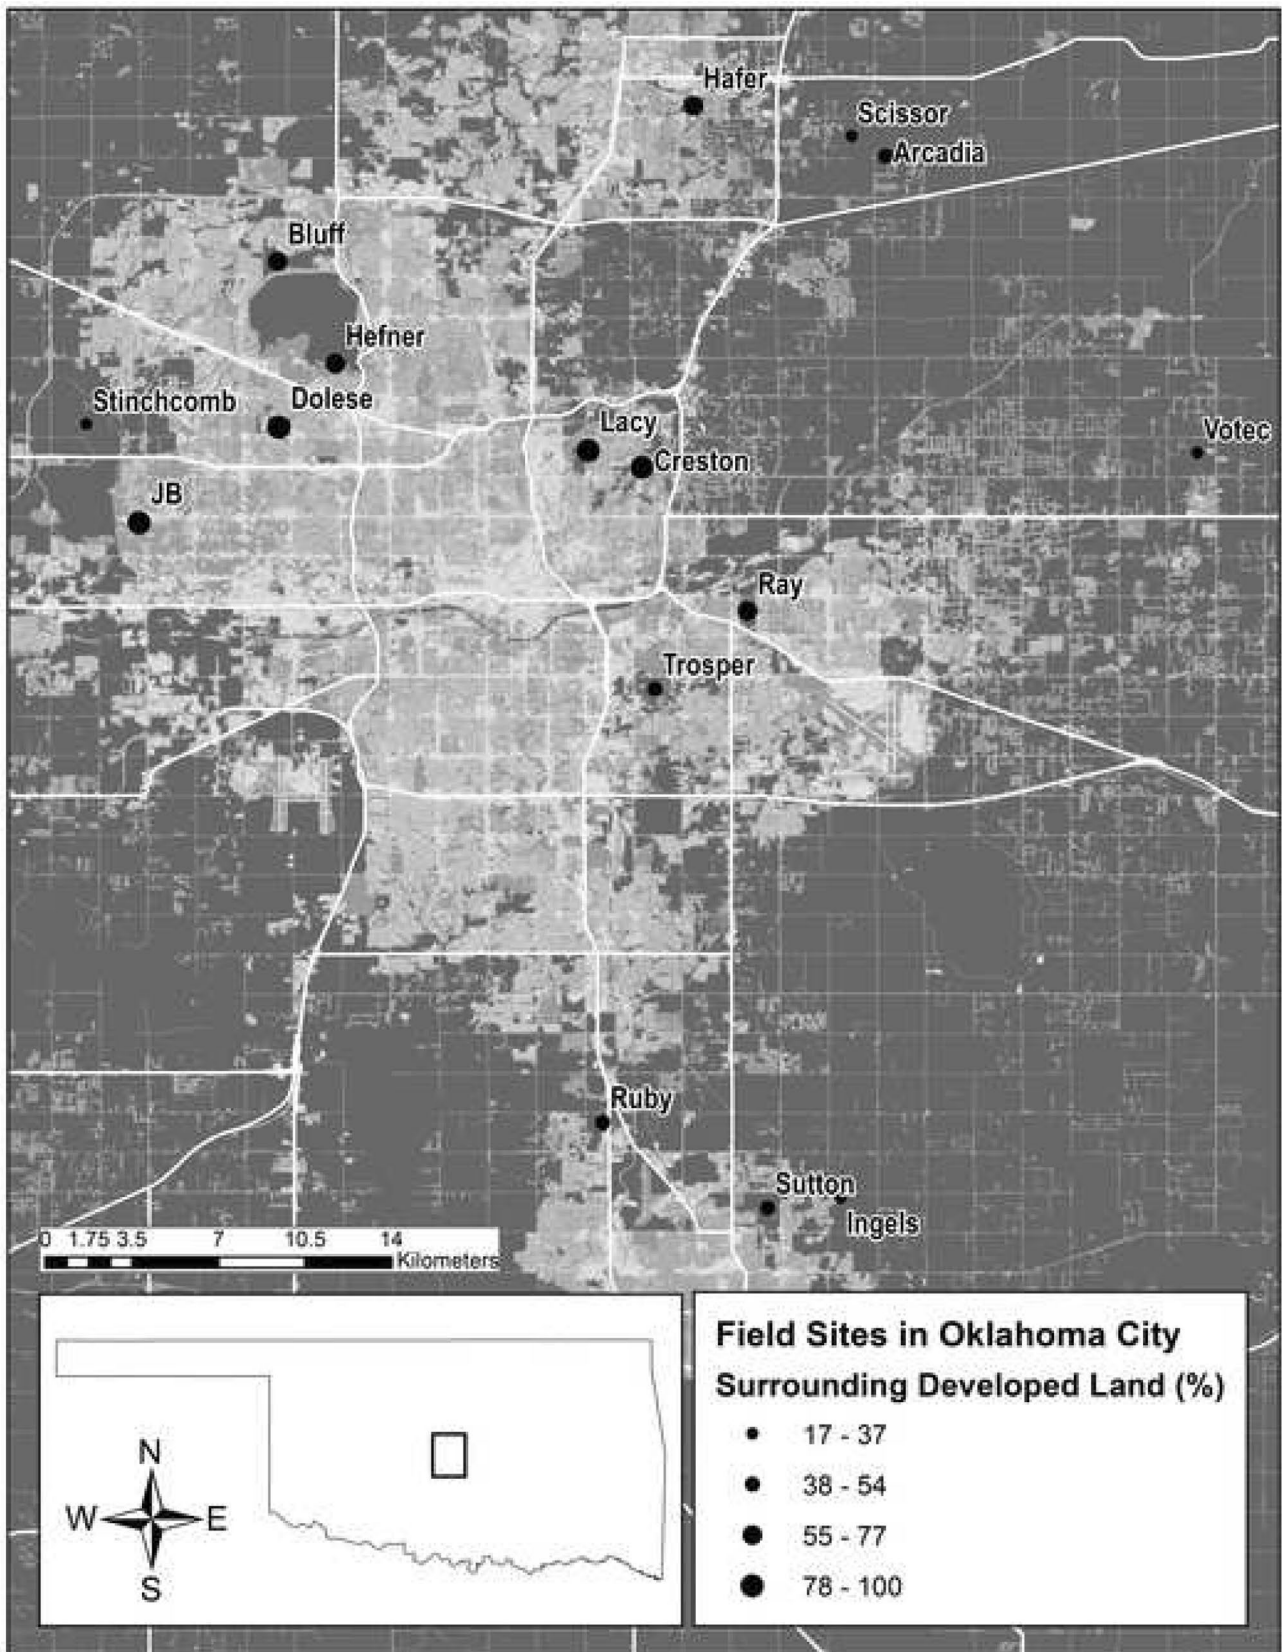 Hafer
Scissor
Arcadia
Bluff
Hefner
Stinchcomb
Dolese
Lacy
Creston
Votec
JB
Ray
Trosper
Ruby
Sutton
Ingels
0 1.75 3.5 7 10.5 14
Kilometers
N
W E
S
Field Sites in Oklahoma City
Surrounding Developed Land (%)
17 - 37
38 - 54
55 - 77
78 - 100